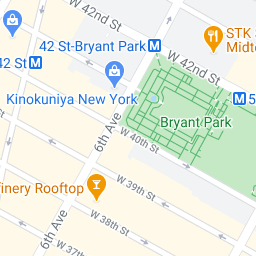 W 42nd St
STK S
Midto
42 St-Bryant Park M
42 St M
W 42nd St
Kinokuniya New York
M 5
6th Ave
Bryant Park
W 40th St
inery Rooftop
W 39th St
6th Ave
W 38th St
W 37th